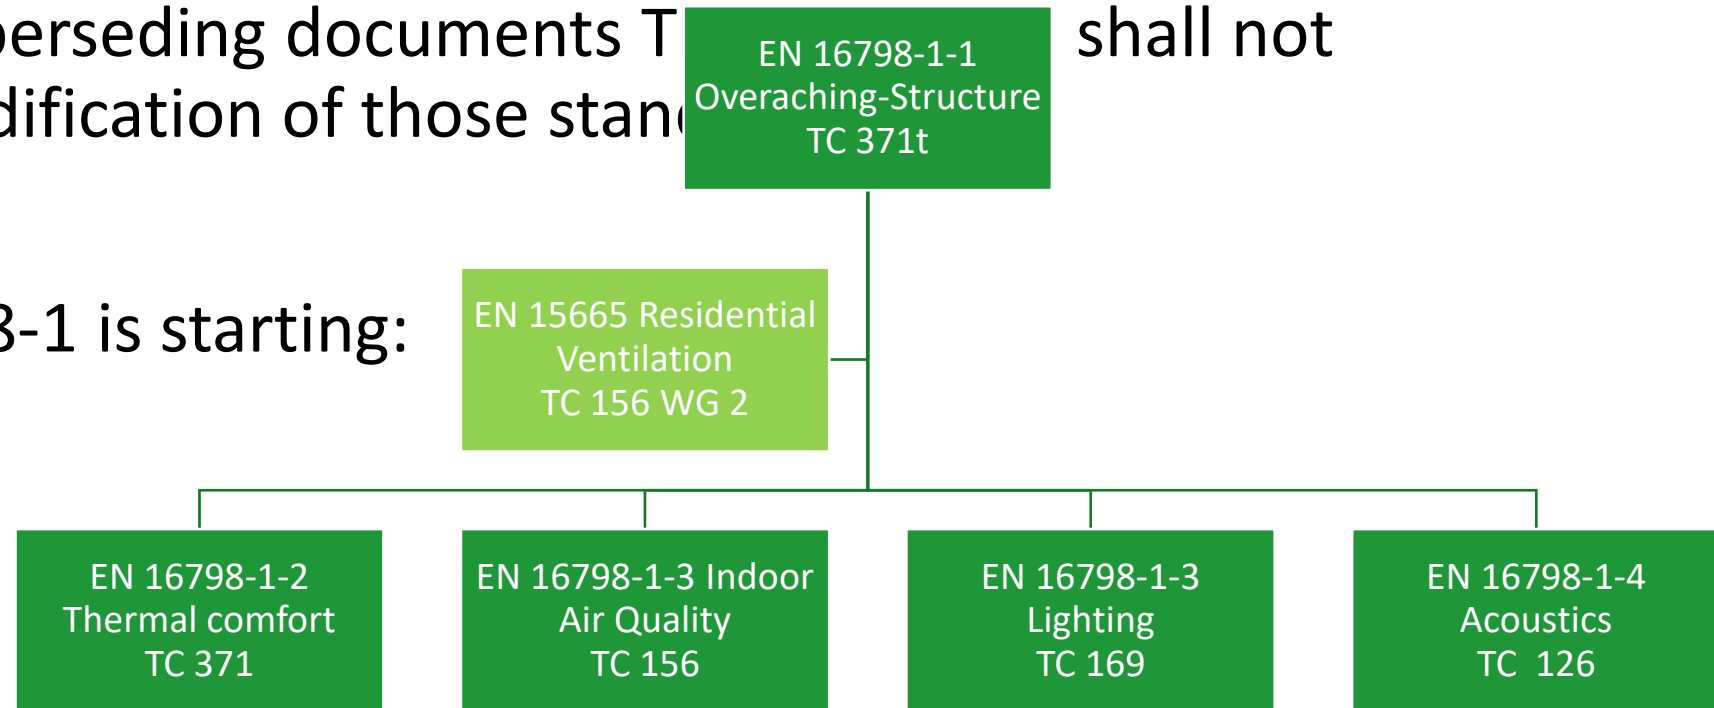 perseding documents T shall not
dification of those stan
EN 16798-1-1
Overaching-Structure
TC 371t
8-1 is starting:
EN 15665 Residential
Ventilation
TC 156 WG 2
EN 16798-1-2
Thermal comfort
TC 371
EN 16798-1-3 Indoor
Air Quality
TC 156
EN 16798-1-3
Lighting
TC 169
EN 16798-1-4
Acoustics
TC 126